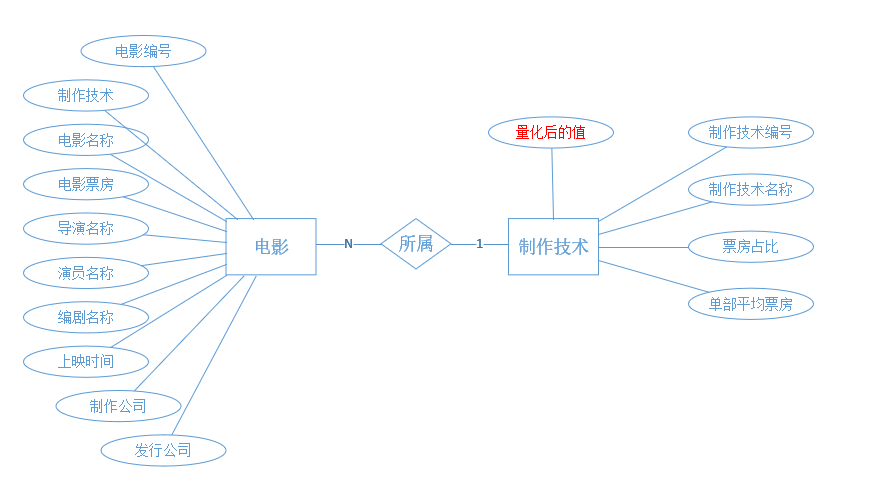 电影编号
制作技术
电影名称
电影票房
导演名称
演员名称
编剧名称
上映时间
制作公司
发行公司
电影
N
所属
1
制作技术
量化后的值
制作技术编号
制作技术名称
票房占比
单部平均票房